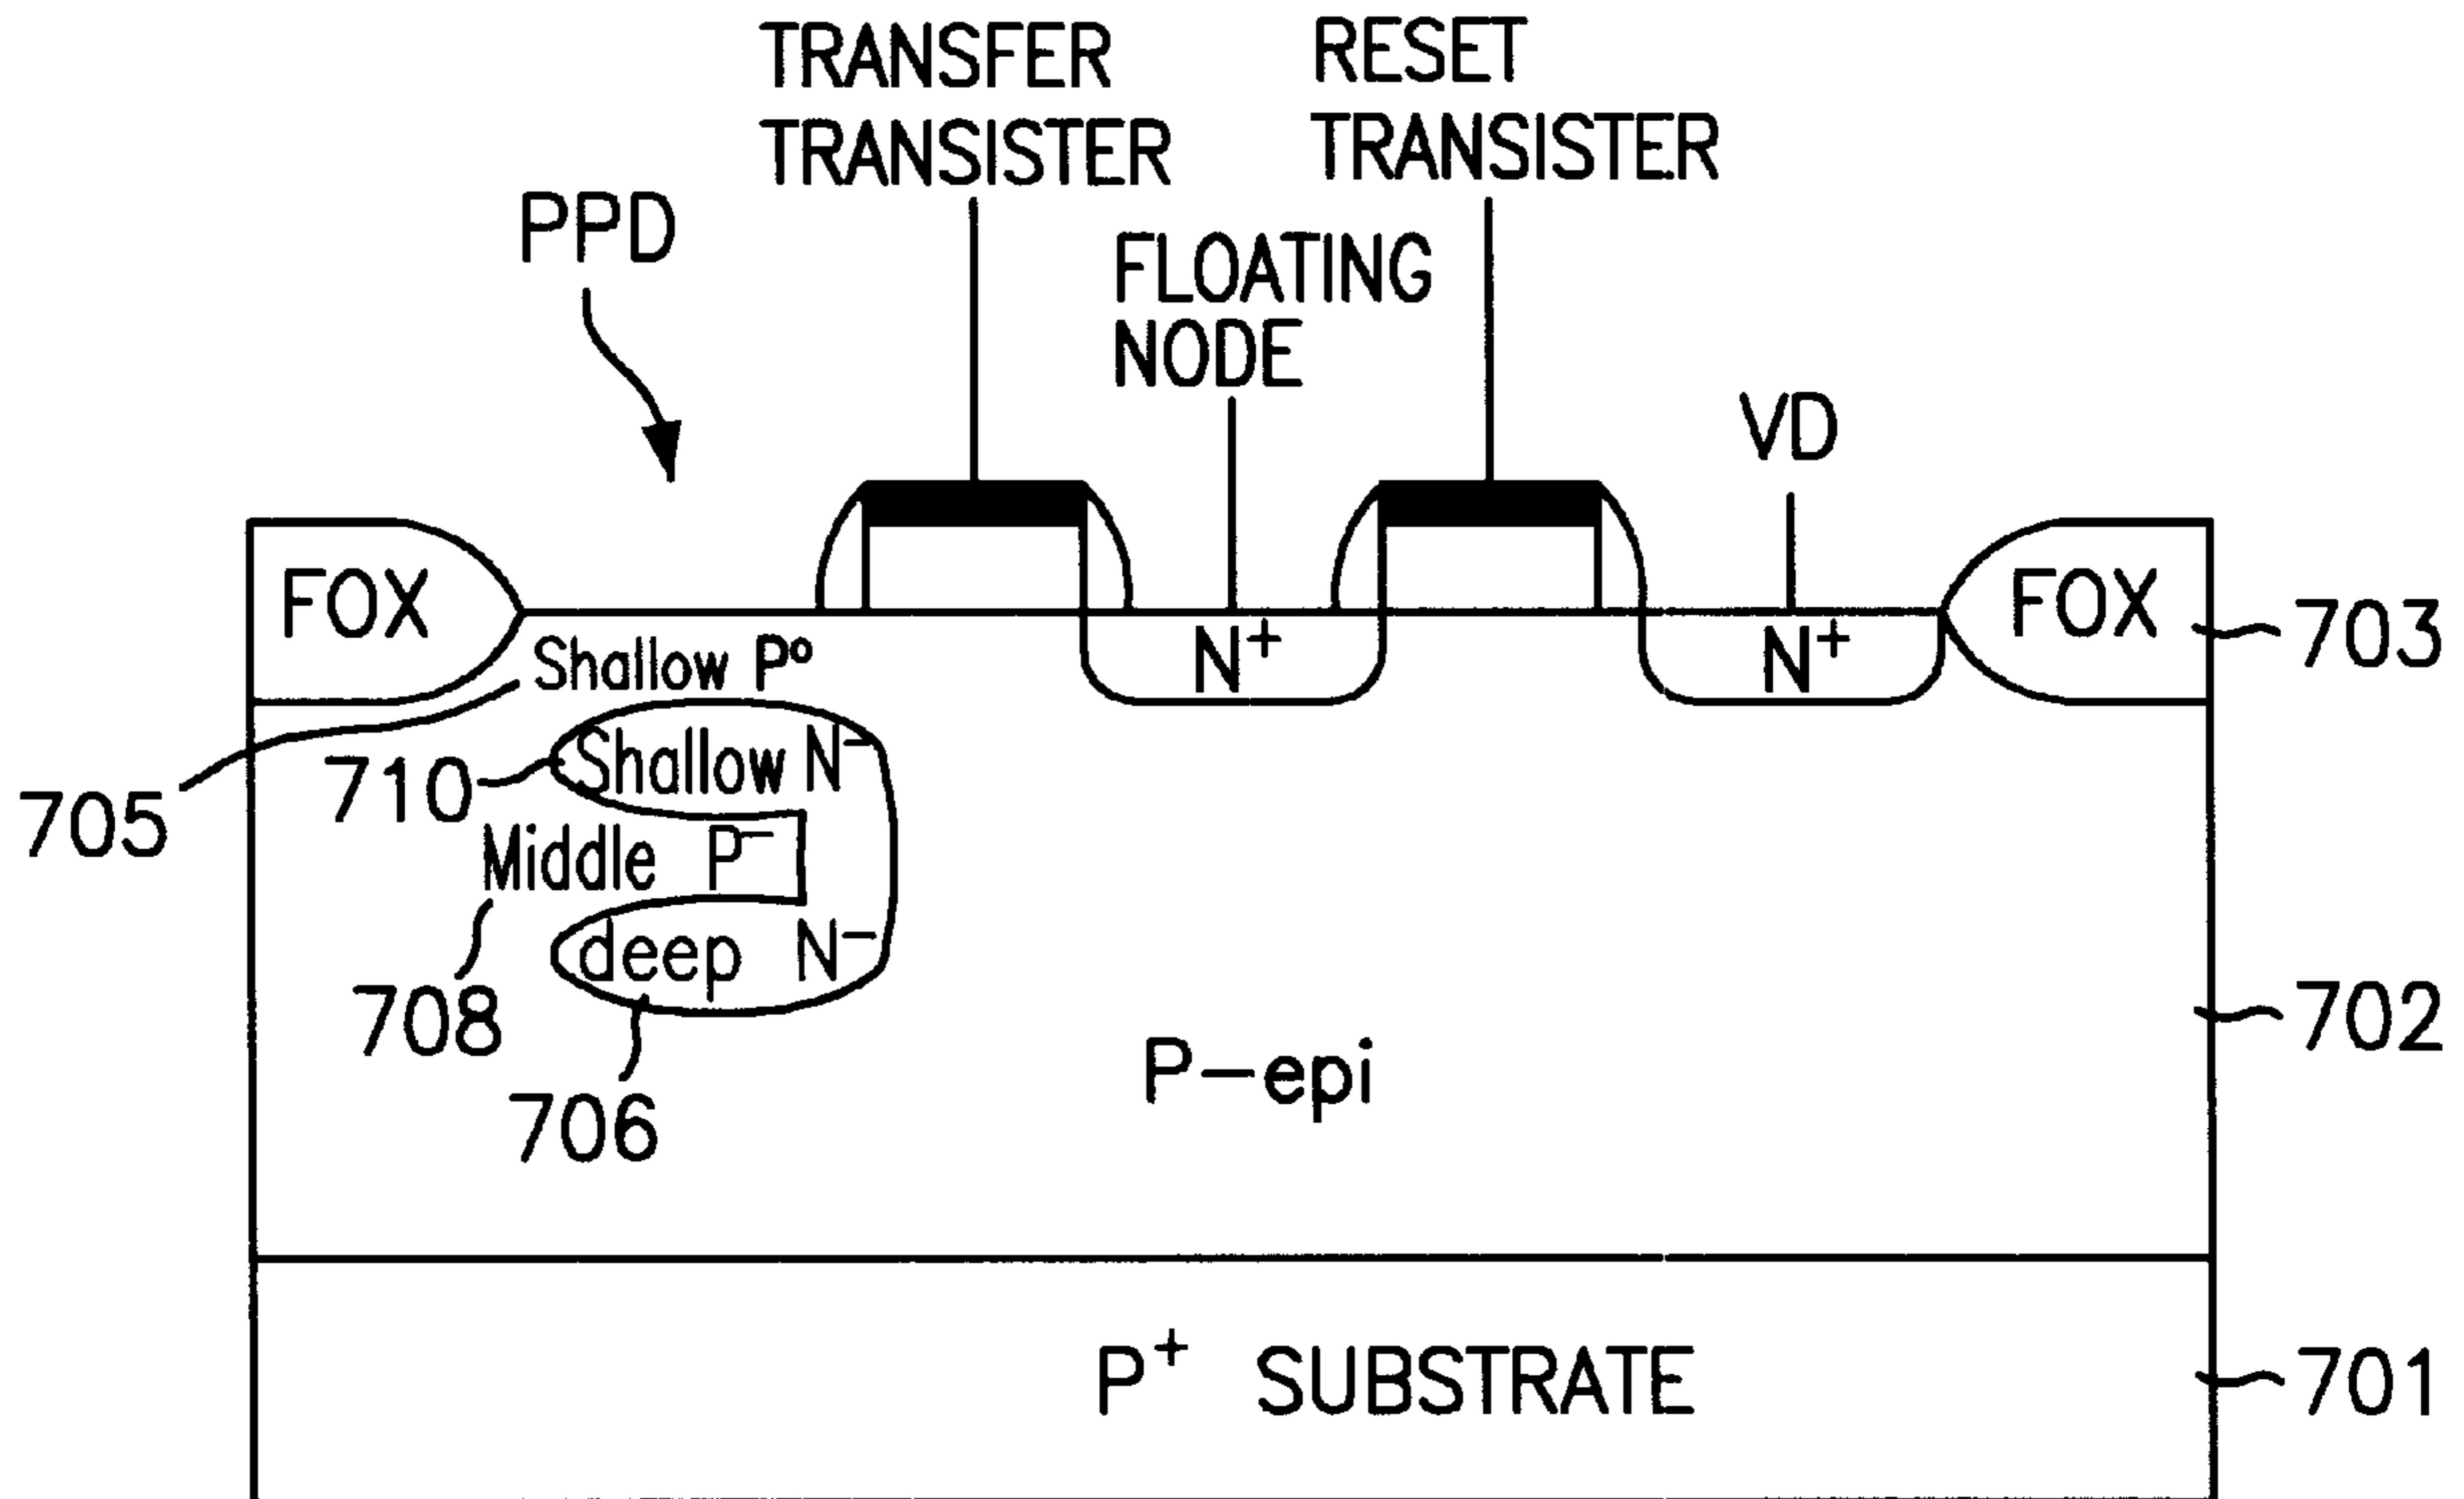 TRANSFER
TRANSISTER
RESET
TRANSISTER
PPD
FLOATING
NODE
VD
FOX
FOX
703
Shallow P⁰
N⁺
N⁺
705
710
Shallow N⁻
Middle P⁻
deep N⁻
708
706
702
P-epi
P⁺ SUBSTRATE
701